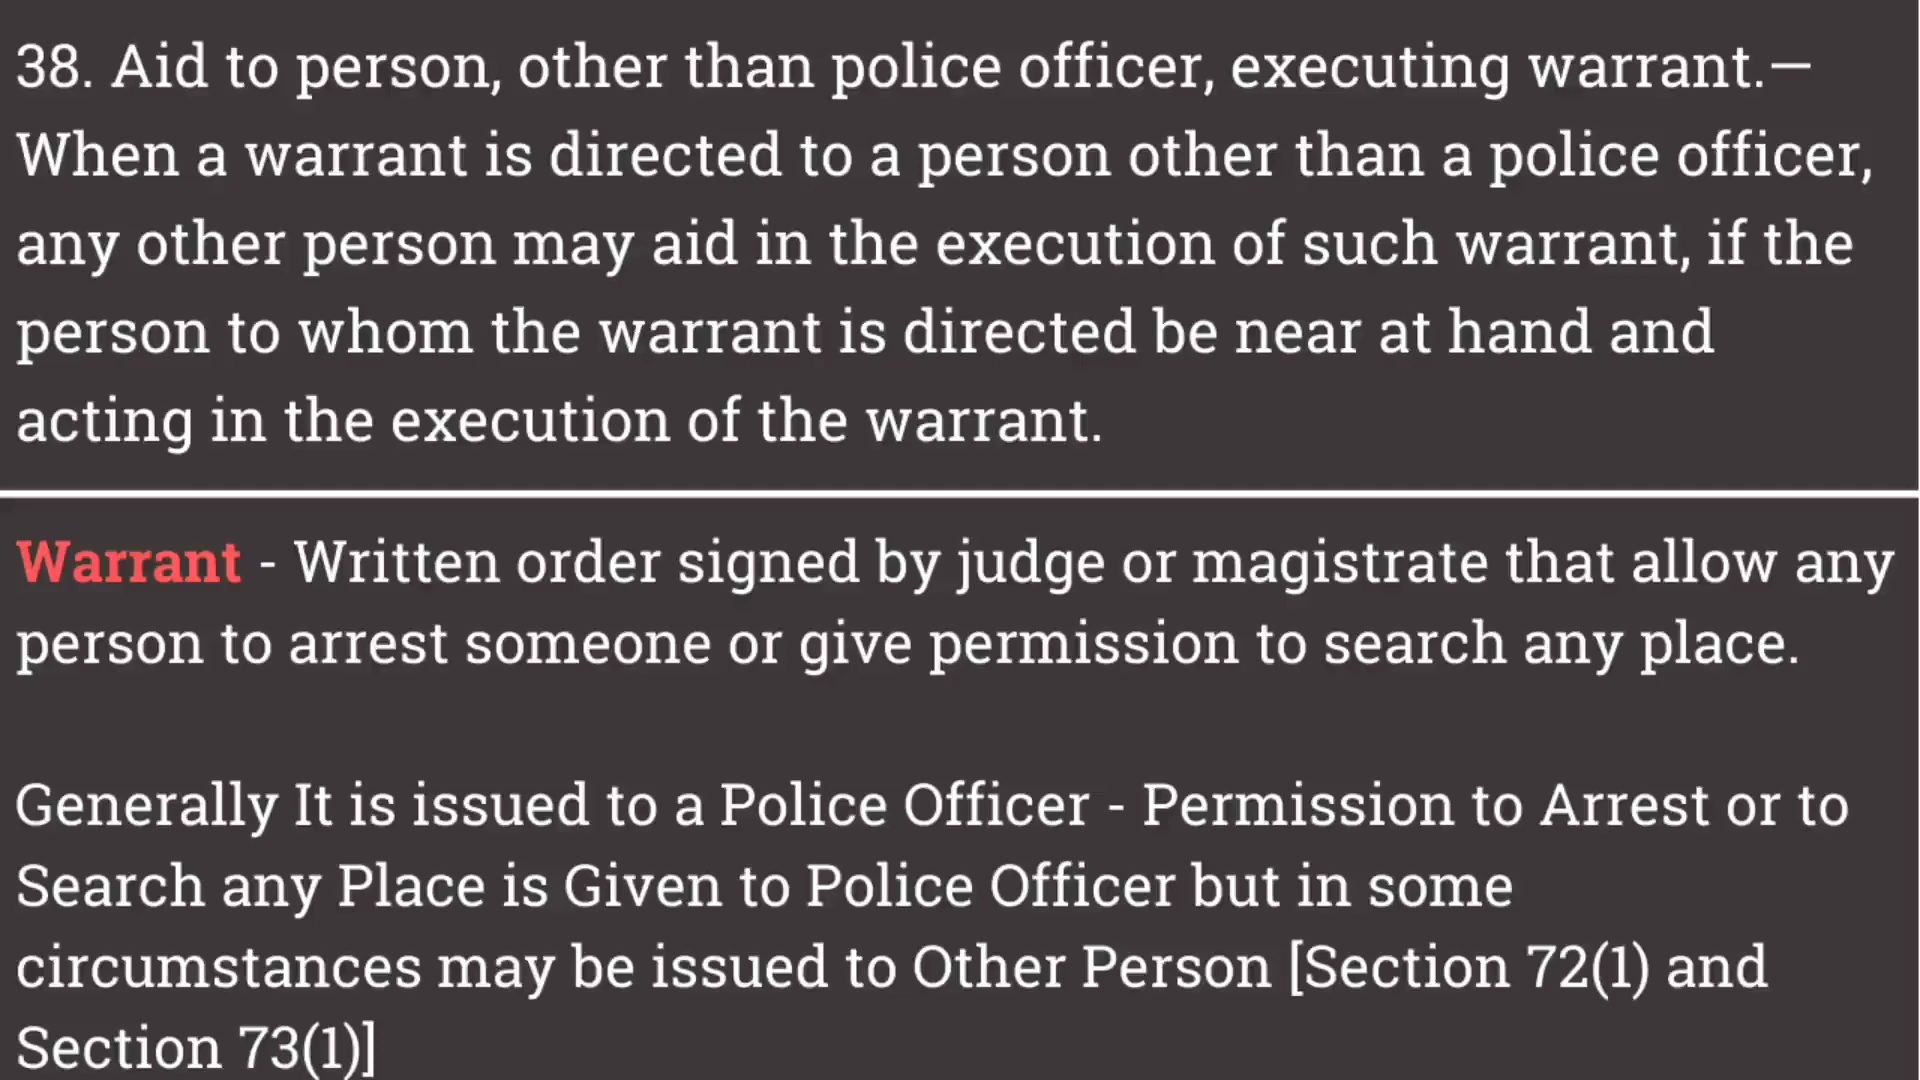 38. Aid to person, other than police officer, executing warrant.—
When a warrant is directed to a person other than a police officer,
any other person may aid in the execution of such warrant, if the
person to whom the warrant is directed be near at hand and
acting in the execution of the warrant.
Warrant - Written order signed by judge or magistrate that allow any
person to arrest someone or give permission to search any place.
Generally It is issued to a Police Officer - Permission to Arrest or to
Search any Place is Given to Police Officer but in some
circumstances may be issued to Other Person [Section 72(1) and
Section 73(1)]